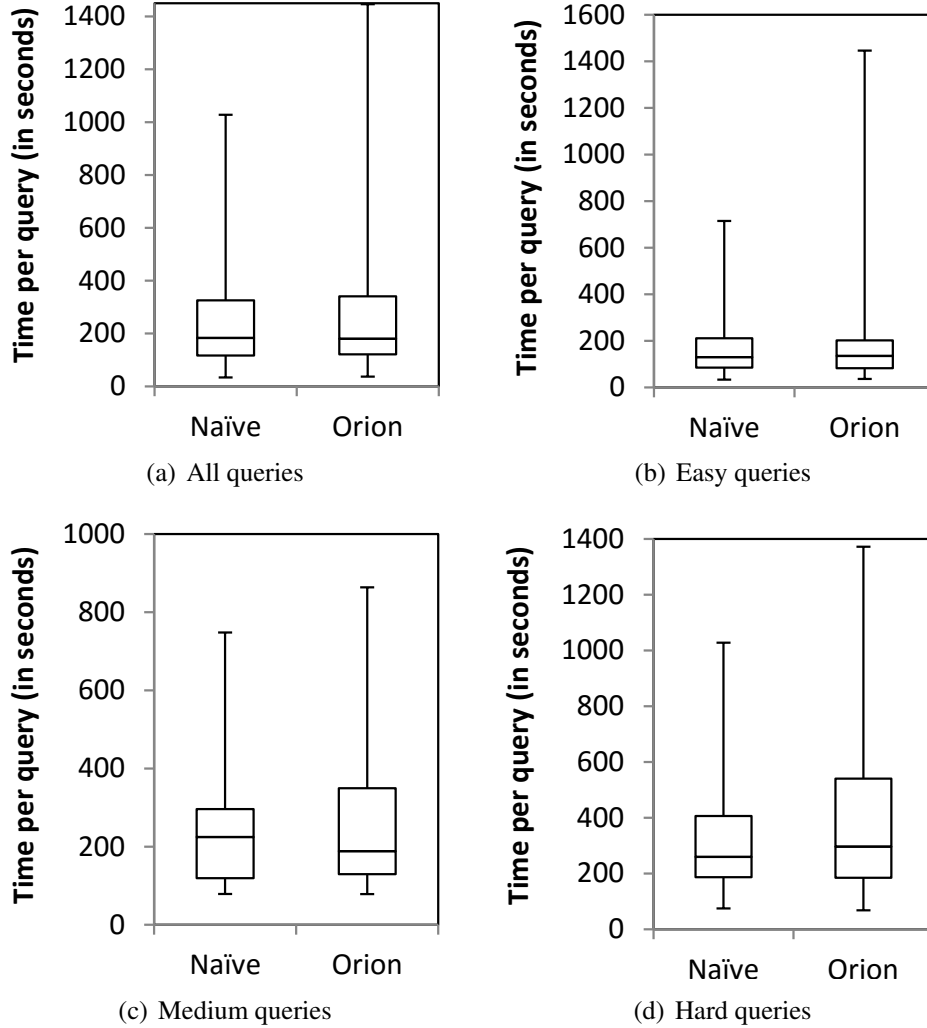 Time per query (in seconds)
1400
1200
1000
800
600
400
200
0
Naïve Orion
(a) All queries
Time per query (in seconds)
1600
1400
1200
1000
800
600
400
200
0
Naïve Orion
(b) Easy queries
Time per query (in seconds)
1000
800
600
400
200
0
Naïve Orion
(c) Medium queries
Time per query (in seconds)
1400
1200
1000
800
600
400
200
0
Naïve Orion
(d) Hard queries